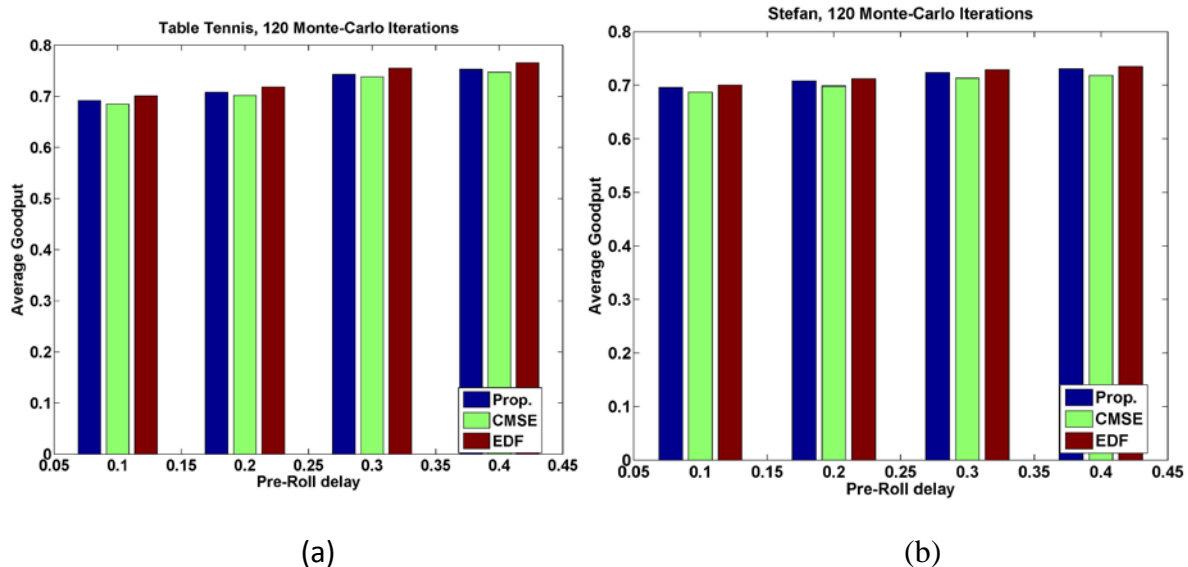 Table Tennis, 120 Monte-Carlo Iterations
0.8
0.7
0.6
0.5
0.4
0.3
0.2
0.1
0
Average Goodput
Prop.
CMSE
EDF
0.05 0.1 0.15 0.2 0.25 0.3 0.35 0.4 0.45
Pre-Roll delay
(a)
Stefan, 120 Monte-Carlo Iterations
0.8
0.7
0.6
0.5
0.4
0.3
0.2
0.1
0
Average Goodput
Prop.
CMSE
EDF
0.05 0.1 0.15 0.2 0.25 0.3 0.35 0.4 0.45
Pre-Roll delay
(b)